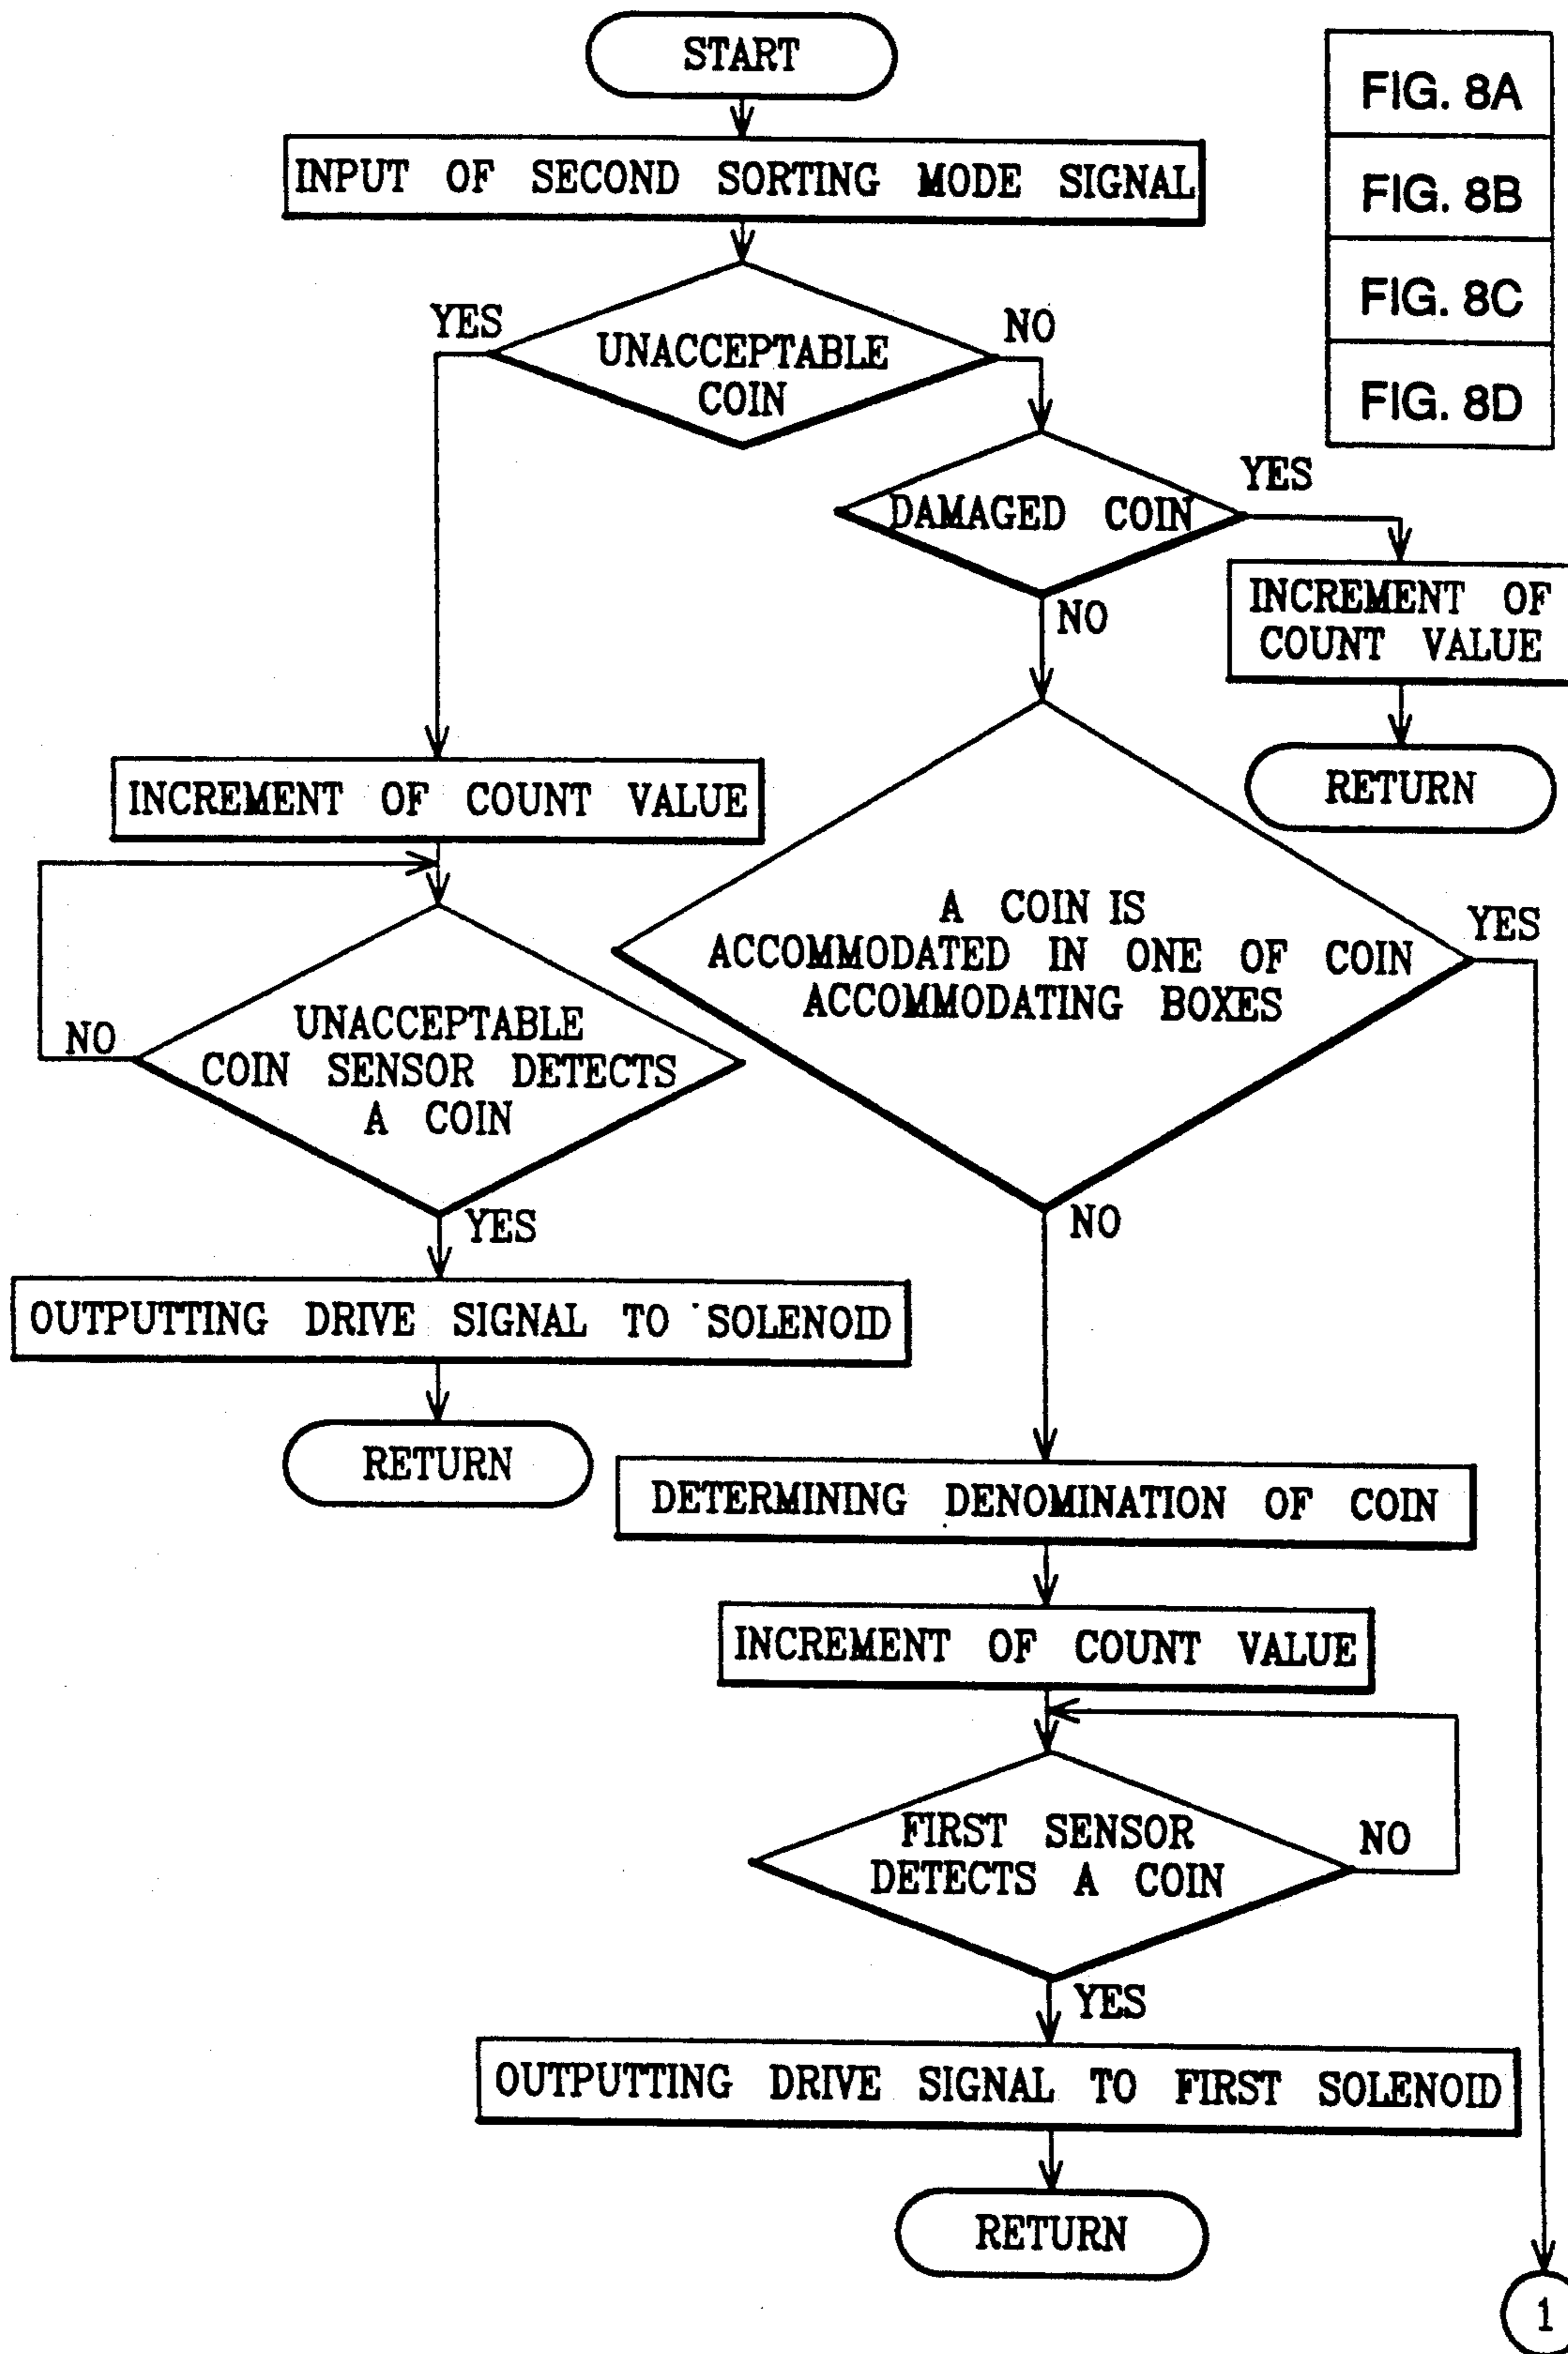 START
FIG. 8A
INPUT OF SECOND SORTING MODE SIGNAL
FIG. 8B
FIG. 8C
YES
NO
UNACCEPTABLE
COIN
FIG. 8D
YES
DAMAGED COIN
INCREMENT OF
COUNT VALUE
NO
RETURN
INCREMENT OF COUNT VALUE
A COIN IS
ACCOMMODATED IN ONE OF COIN
ACCOMMODATING BOXES
YES
NO
UNACCEPTABLE
COIN SENSOR DETECTS
A COIN
YES
NO
OUTPUTTING DRIVE SIGNAL TO SOLENOID
RETURN
DETERMINING DENOMINATION OF COIN
INCREMENT OF COUNT VALUE
FIRST SENSOR
DETECTS A COIN
NO
YES
OUTPUTTING DRIVE SIGNAL TO FIRST SOLENOID
RETURN
1